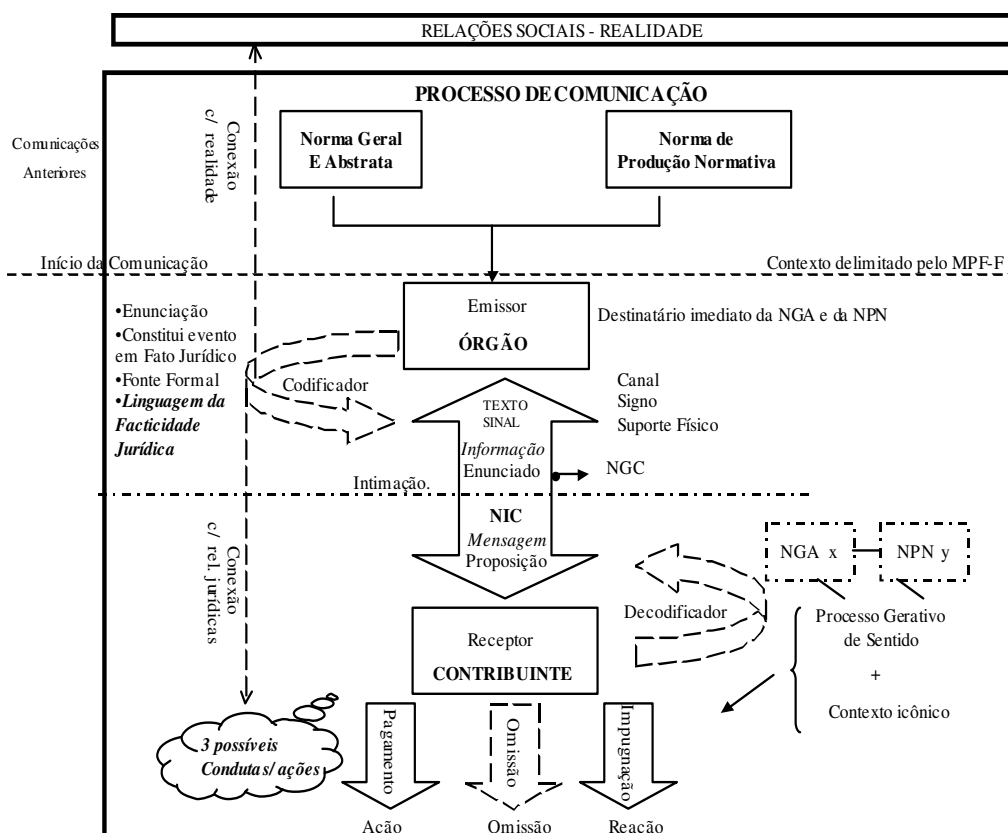 RELAÇÕES SOCIAIS - REALIDADE
PROCESSO DE COMUNICAÇÃO
Comunicações
Anteriores
Conexão
c/ realidade
Norma Geral
E Abstrata
Norma de
Produção Normativa
Início da Comunicação
Contexto delimitado pelo MPF-F
•Enunciação
•Constitui evento
em Fato Jurídico
•Fonte Formal
•Linguagem da
Facticidade
Jurídica
Emissor
ÓRGÃO
Destinatário imediato da NGA e da NPN
Codificador
TEXTO
SINAL
Informação
Enunciado
Canal
Signo
Suporte Físico
NGC
Intimação.
NIC
Mensagem
Proposição
Conexão
c/ rel. jurídicas
NGA x
NPN y
Decodificador
Processo Gerativo
de Sentido
+
Contexto icônico
Receptor
CONTRIBUINTE
3 possíveis
Condutas/ações
Pagamento
Omissão
Impugnação
Ação
Omissão
Reação